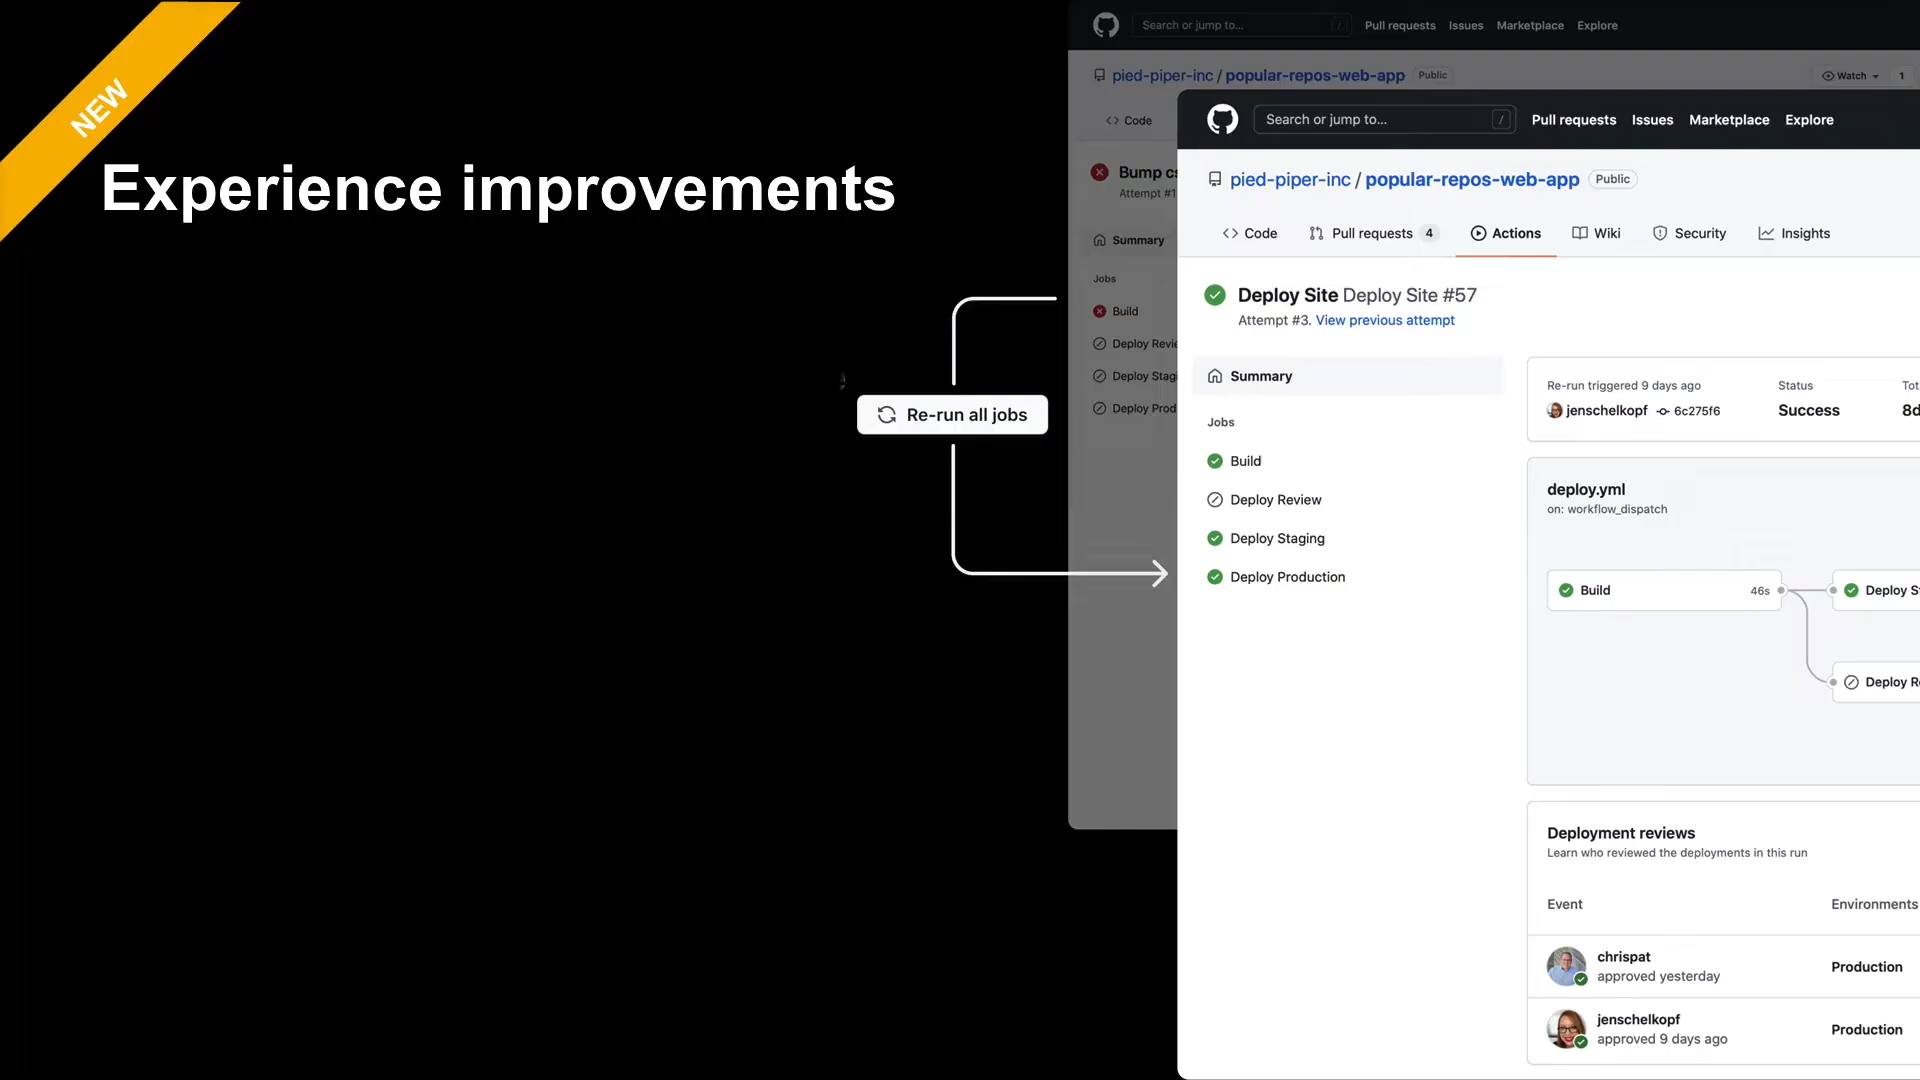 NEW
Experience improvements
Re-run all jobs
Search or jump to... /
Pull requests Issues Marketplace Explore
pied-piper-inc / popular-repos-web-app Public
Watch 1
Code
Bump
Attempt #1
Summary
Jobs
Build
Deploy
Deploy
Deploy
Search or jump to... /
Pull requests Issues Marketplace Explore
pied-piper-inc / popular-repos-web-app Public
Code Pull requests 4 Actions Wiki Security Insights
Deploy Site Deploy Site #57
Attempt #3. View previous attempt
Summary
Jobs
Build
Deploy Review
Deploy Staging
Deploy Production
Re-run triggered 9 days ago
jenschelkopf 6c275f6
Status
Success
8d
deploy.yml
on: workflow_dispatch
Build 46s
Deploy
Deploy
Deployment reviews
Learn who reviewed the deployments in this run
Event Environments
chrispat
approved yesterday
Production
jenschelkopf
approved 9 days ago
Production